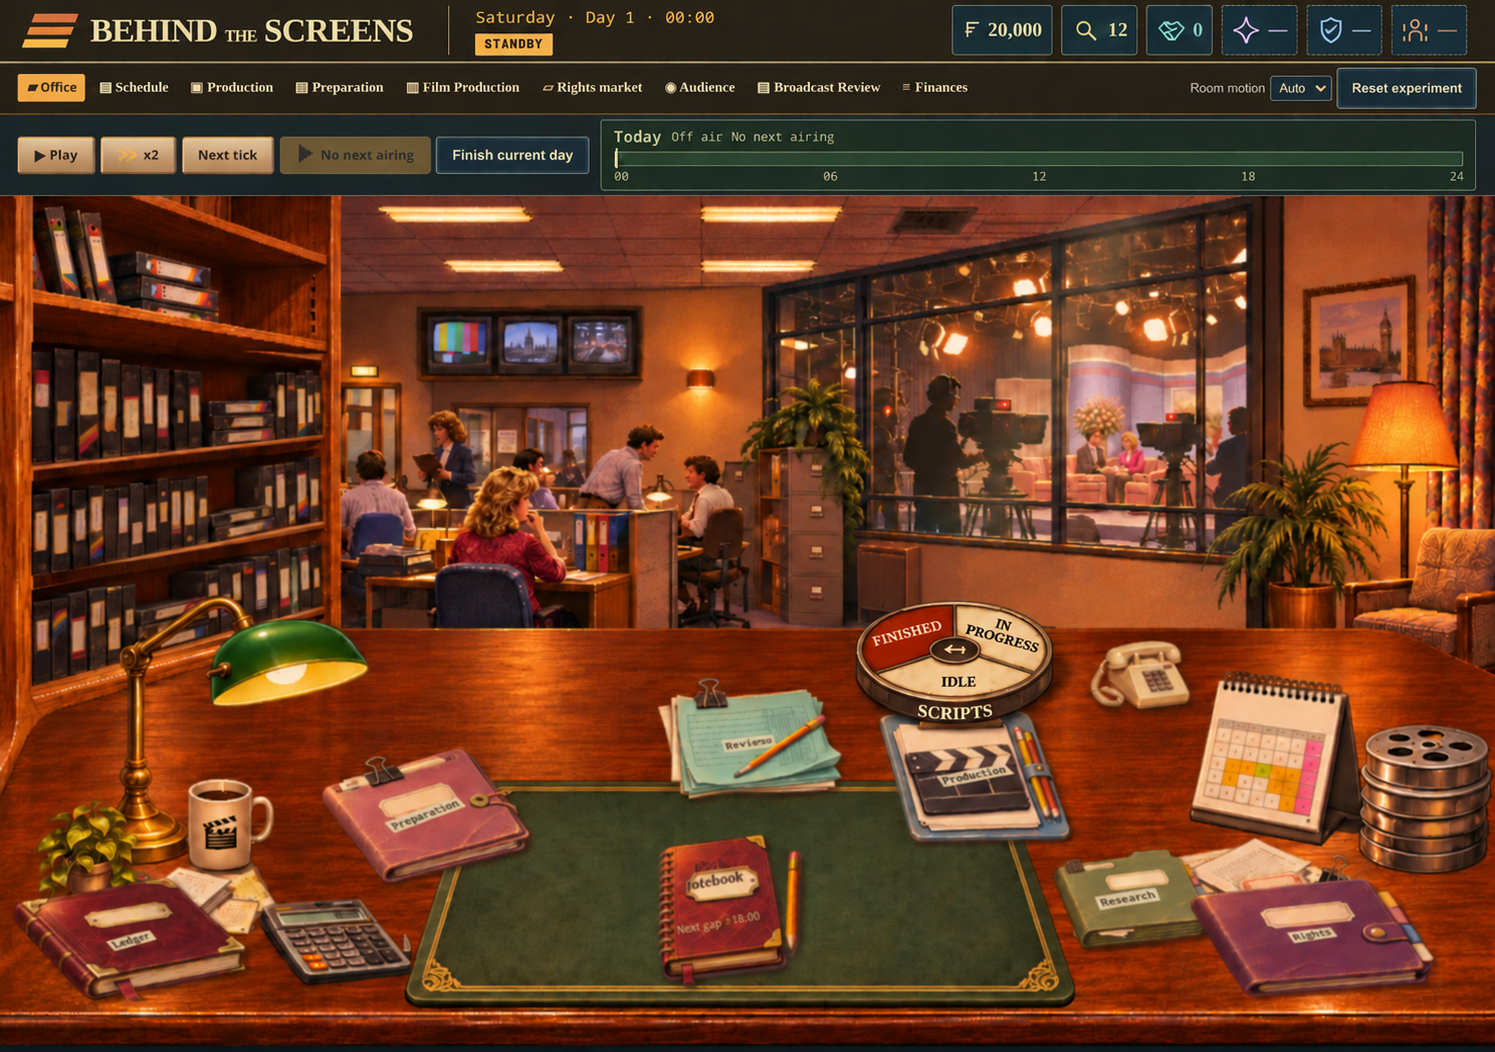 BEHIND THE SCREENS
Saturday · Day 1 · 00:00
STANDBY
20,000
12
0
—
—
—
Office
Schedule
Production
Preparation
Film Production
Rights market
Audience
Broadcast Review
Finances
Room motion
Auto
Reset experiment
Play
x2
Next tick
No next airing
Finish current day
Today Off air No next airing
00 06 12 18 24
FINISHED
IN PROGRESS
IDLE
SCRIPTS
Production
Preparation
Notebook
Next gap
18:00
Ledger
Research
Rights